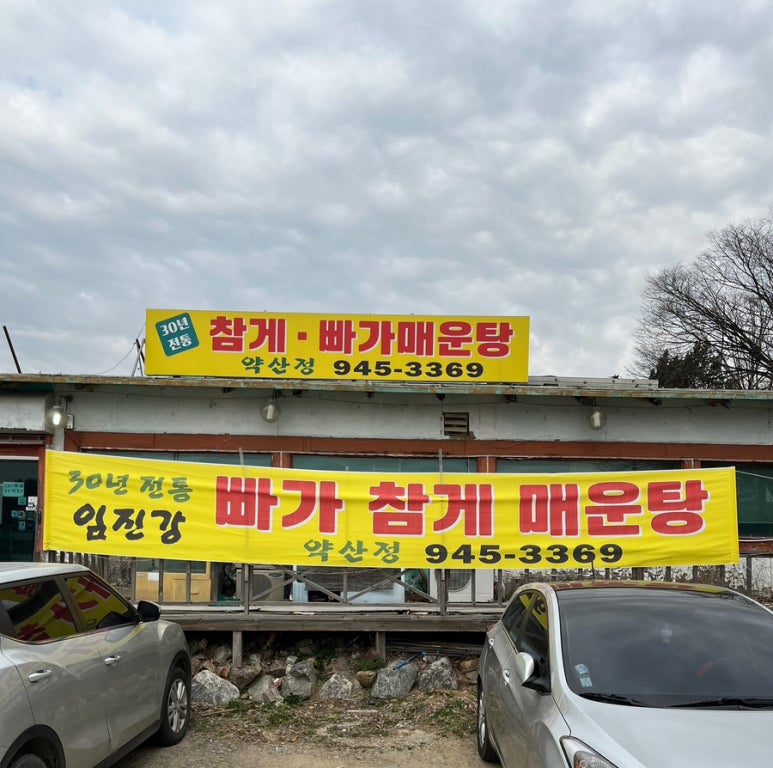 30년
전통
참게·빠가매운탕
약산정 945-3369
30년 전통
임진강
빠가 참게 매운탕
약산정 945-3369